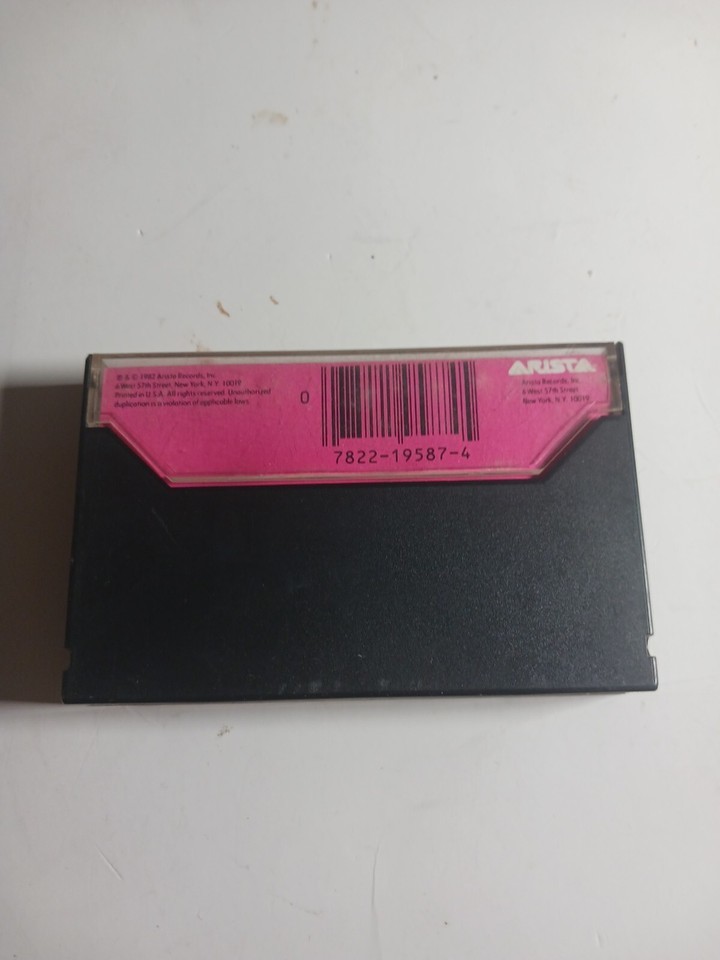 ℗ & © 1982 Arista Records, Inc.
6 West 57th Street, New York, N.Y. 10019
Printed in U.S.A. All rights reserved. Unauthorized
duplication is a violation of applicable laws.
0
7822-19587-4
ARISTA
Arista Records, Inc.
6 West 57th Street
New York, N.Y. 10019